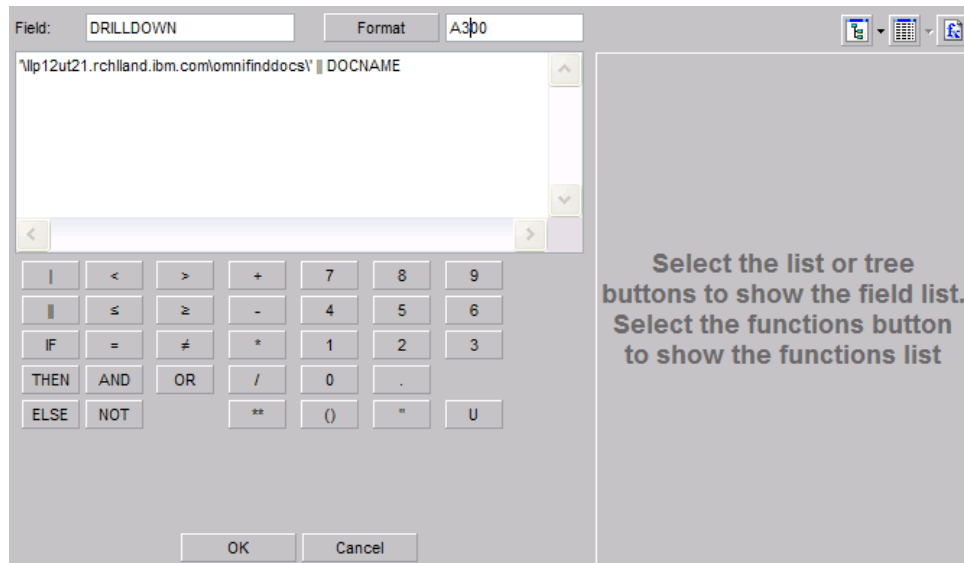 Field: DRILLDOWN Format A300
'\\lp12ut21.rchlland.ibm.com\omnifinddocs\' || DOCNAME
| < > + 7 8 9
|| ≤ ≥ - 4 5 6
IF = ≠ * 1 2 3
THEN AND OR / 0 .
ELSE NOT ** () " U
Select the list or tree
buttons to show the field list.
Select the functions button
to show the functions list
OK Cancel